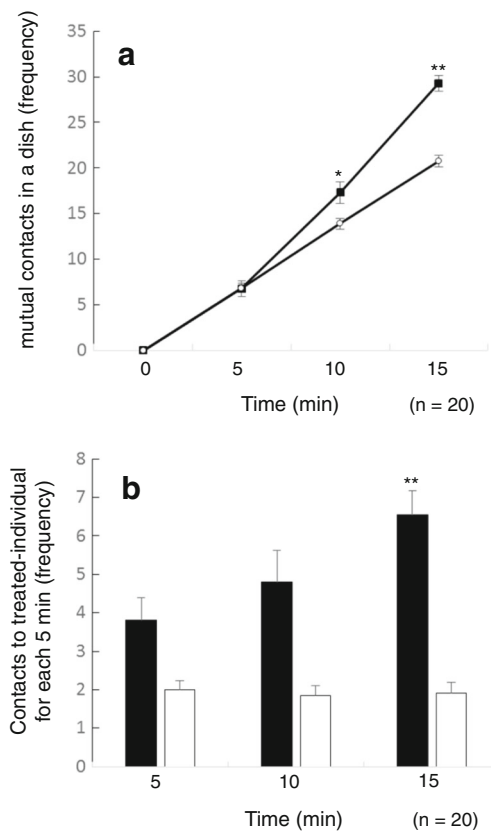 a
mutual contacts in a dish (frequency)
35
30
25
20
15
10
5
0
*
**
0 5 10 15
Time (min) (n = 20)
b
Contacts to treated-individual
for each 5 min (frequency)
8
7
6
5
4
3
2
1
0
**
5 10 15
Time (min) (n = 20)